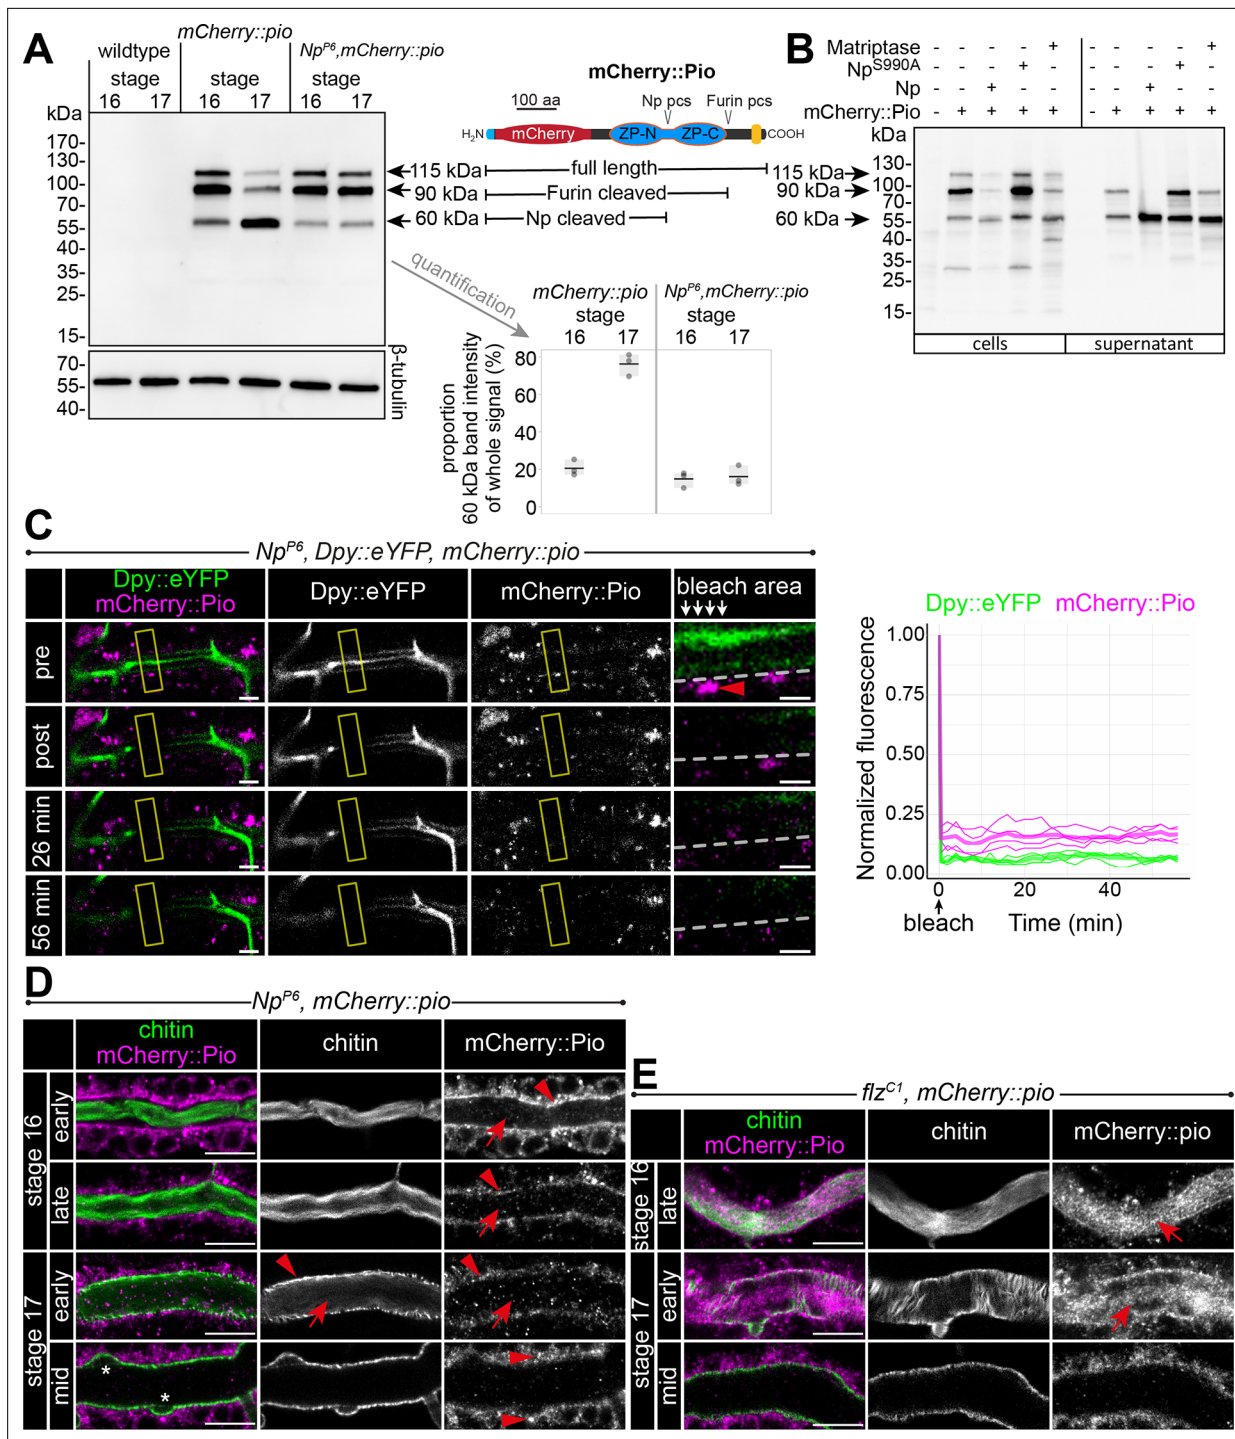 A
wildtype
mCherry::pio
Np^P6,mCherry::pio
stage
stage
stage
16 17 16 17 16 17
kDa
170-
130-
100-
70-
55-
40-
35-
25-
15-
70-
55-
40-
β-tubulin
mCherry::Pio
100 aa
Np pcs
Furin pcs
H₂N
mCherry
ZP-N
ZP-C
COOH
115 kDa
full length
115 kDa
90 kDa
Furin cleaved
90 kDa
60 kDa
Np cleaved
60 kDa
quantification
mCherry::pio
Np^P6,mCherry::pio
stage
stage
16 17 16 17
proportion
60 kDa band intensity
of whole signal (%)
80
60
40
20
0
B
Matriptase - - - - + - - - - +
Np^S990A - - - + - - - - + -
Np - - + - - - - + - -
mCherry::Pio - + + + + - + + + +
kDa
130-
100-
70-
55-
40-
35-
25-
15-
cells
supernatant
C
Np^P6, Dpy::eYFP, mCherry::pio
Dpy::eYFP
mCherry::Pio
Dpy::eYFP
mCherry::Pio
bleach area
pre
post
26 min
56 min
Dpy::eYFP
mCherry::Pio
Normalized fluorescence
1.00
0.75
0.50
0.25
0.00
0 20 40
bleach
Time (min)
D
Np^P6, mCherry::pio
chitin
mCherry::Pio
chitin
mCherry::Pio
stage 16
early
late
stage 17
early
mid
*
*
E
flz^C1, mCherry::pio
chitin
mCherry::Pio
chitin
mCherry::pio
stage 16
late
stage 17
early
mid